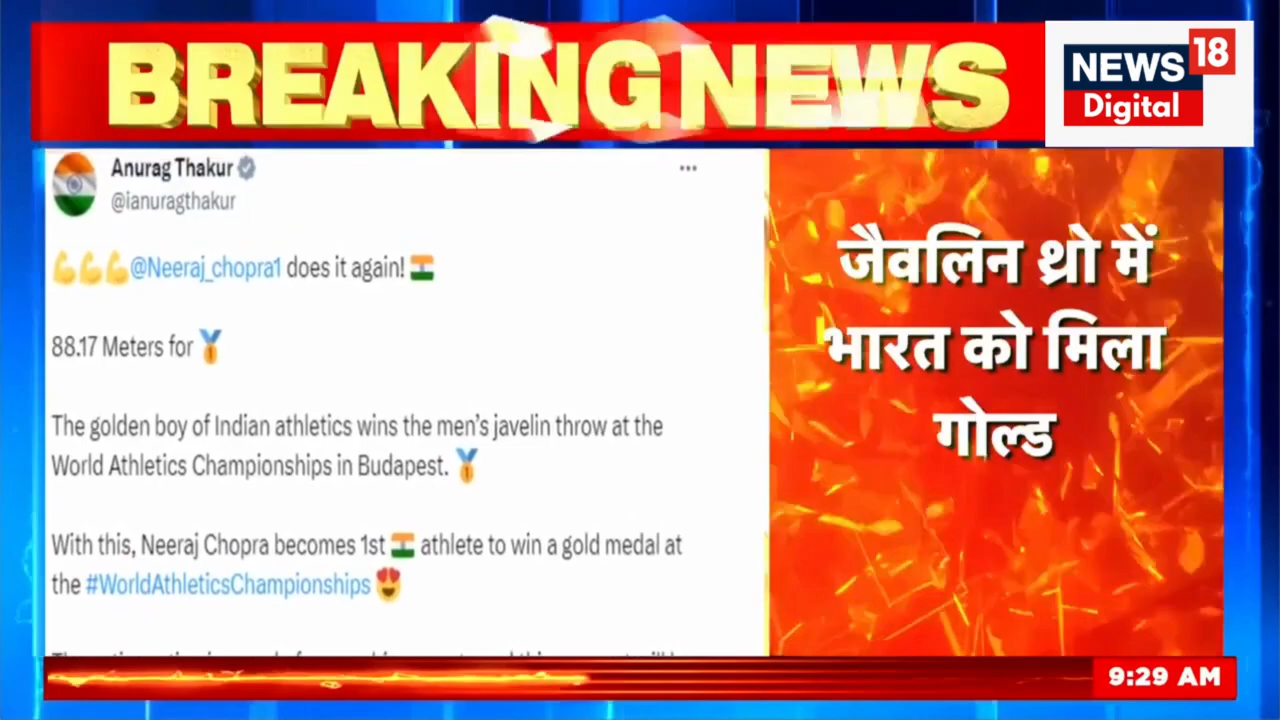 BREAKING NEWS
NEWS 18
Digital
Anurag Thakur
@ianuragthakur
💪💪💪@Neeraj_chopra1 does it again! 🇮🇳
88.17 Meters for 🏅
The golden boy of Indian athletics wins the men's javelin throw at the
World Athletics Championships in Budapest. 🏅
With this, Neeraj Chopra becomes 1st 🇮🇳 athlete to win a gold medal at
the #WorldAthleticsChampionships 😍
जैवलिन थ्रो में
भारत को मिला
गोल्ड
9:29 AM